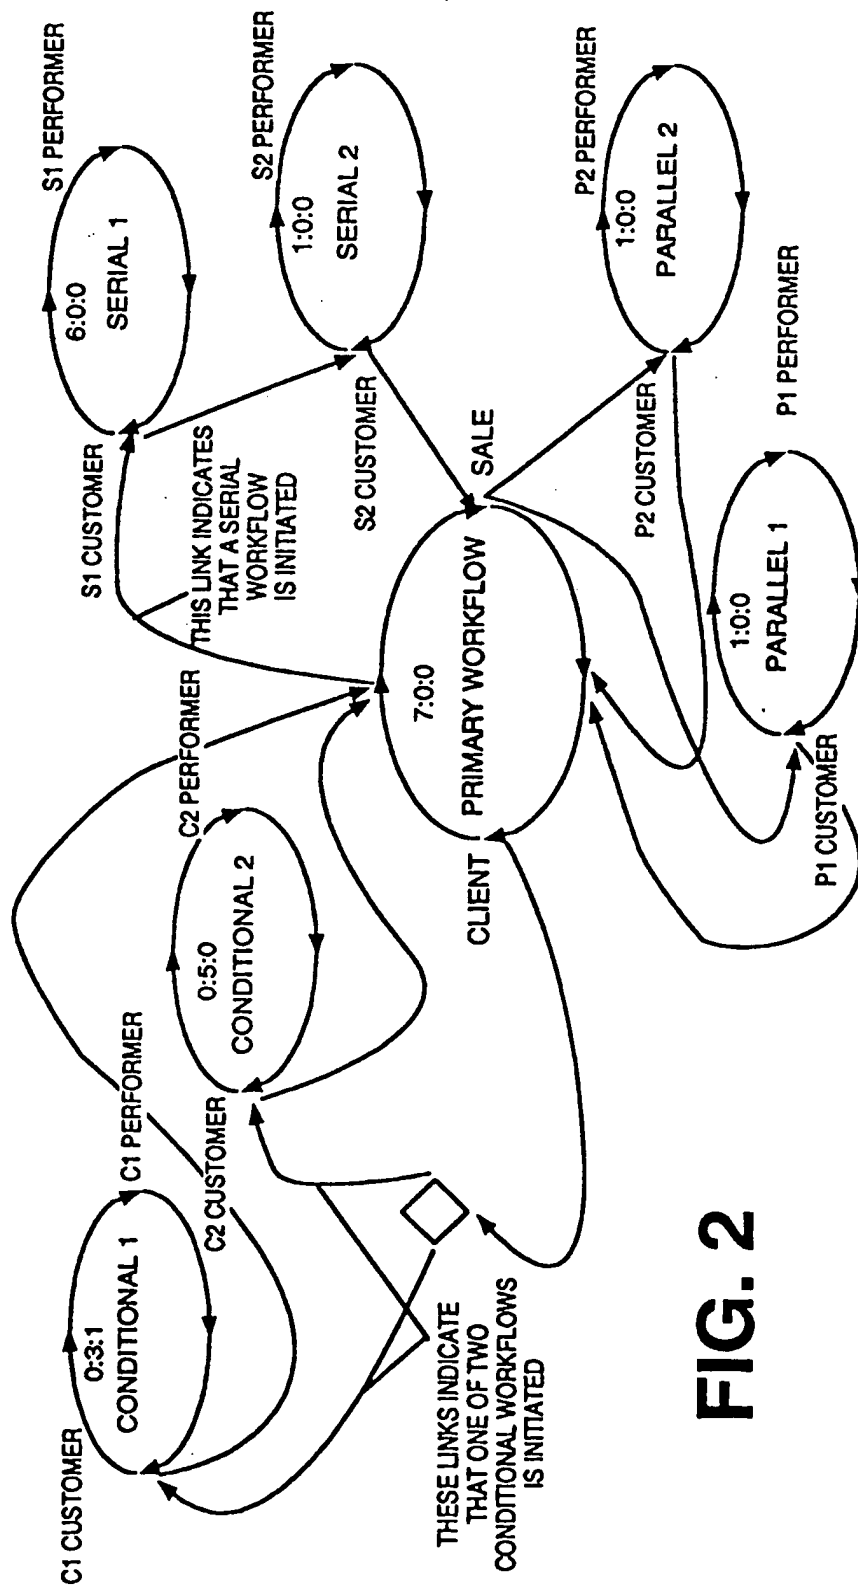 C1 CUSTOMER
0:3:1
CONDITIONAL 1
C1 PERFORMER
C2 CUSTOMER
0:5:0
CONDITIONAL 2
C2 PERFORMER
THESE LINKS INDICATE
THAT ONE OF TWO
CONDITIONAL WORKFLOWS
IS INITIATED
CLIENT
7:0:0
PRIMARY WORKFLOW
SALE
S1 CUSTOMER
6:0:0
SERIAL 1
S1 PERFORMER
THIS LINK INDICATES
THAT A SERIAL
WORKFLOW
IS INITIATED
S2 CUSTOMER
1:0:0
SERIAL 2
S2 PERFORMER
P2 CUSTOMER
1:0:0
PARALLEL 2
P2 PERFORMER
P1 CUSTOMER
1:0:0
PARALLEL 1
P1 PERFORMER
FIG. 2